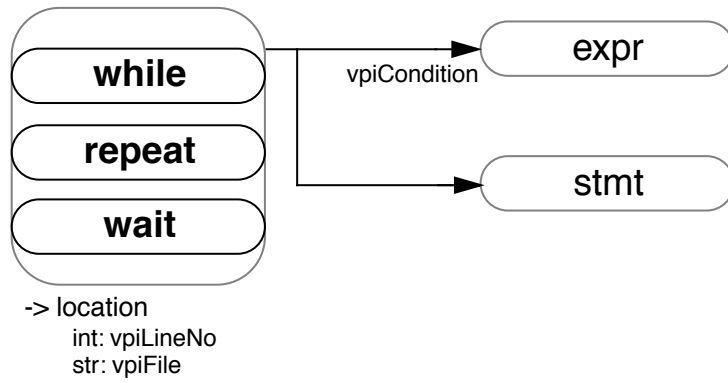 while
repeat
wait
vpiCondition
expr
stmt
-> location
int: vpiLineNo
str: vpiFile